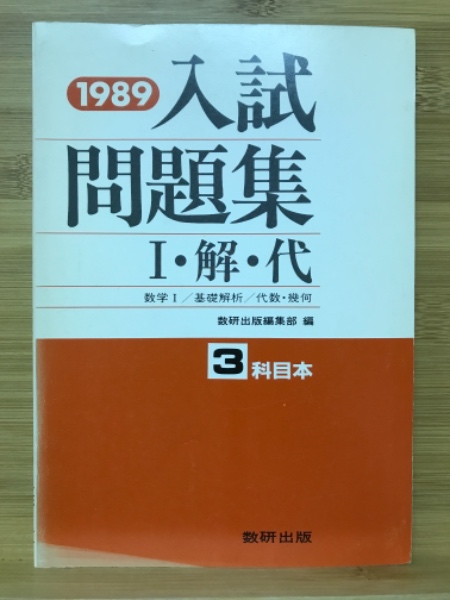 1989 入試
問題集
I・解・代
数学Ⅰ／基礎解析／代数・幾何
数研出版編集部 編
3 科目本
数研出版